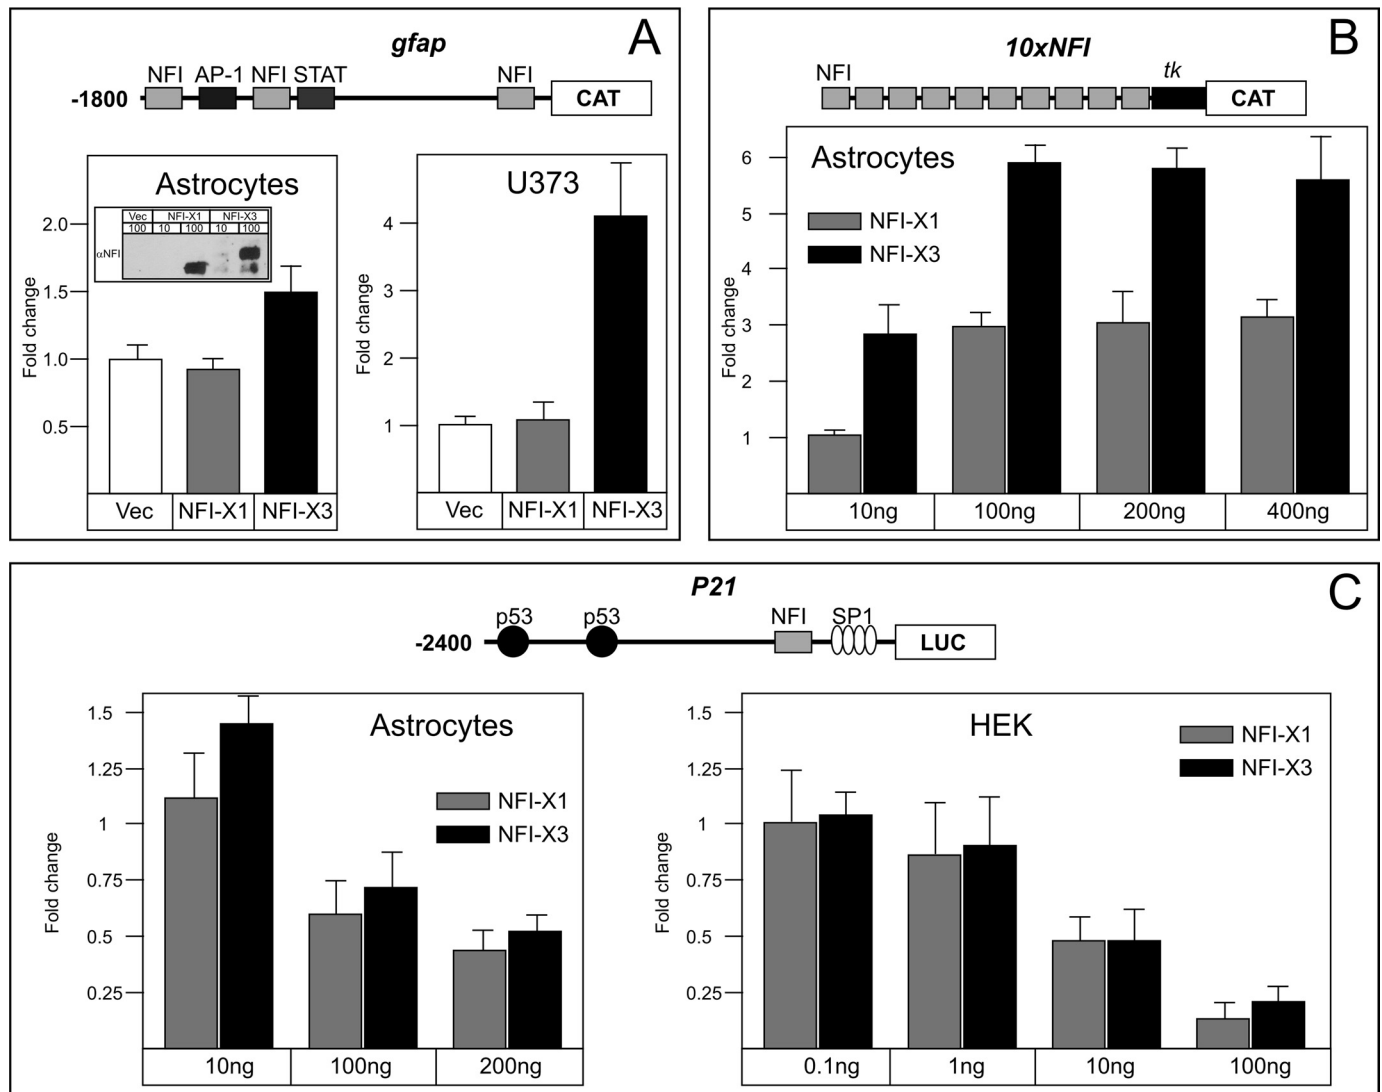 A
gfap
NFI AP-1 NFI STAT NFI
-1800 CAT
Astrocytes
Vec NFI-X1 NFI-X3
100 10 100 10 100
αNFI
Fold change
2.0
1.5
1.0
0.5
Vec NFI-X1 NFI-X3
U373
Fold change
4
3
2
1
Vec NFI-X1 NFI-X3
B
10xNFI
NFI tk
CAT
Astrocytes
NFI-X1
NFI-X3
Fold change
6
5
4
3
2
1
10ng 100ng 200ng 400ng
C
P21
p53 p53 NFI SP1
-2400 LUC
Astrocytes
NFI-X1
NFI-X3
Fold change
1.5
1.25
1
0.75
0.5
0.25
10ng 100ng 200ng
HEK
NFI-X1
NFI-X3
Fold change
1.5
1.25
1
0.75
0.5
0.25
0.1ng 1ng 10ng 100ng